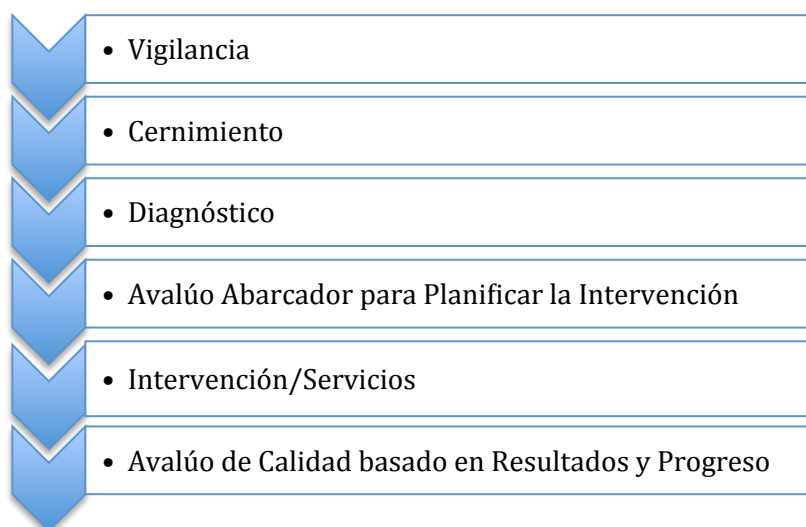 • Vigilancia
• Cernimiento
• Diagnóstico
• Avalúo Abarcador para Planificar la Intervención
• Intervención/Servicios
• Avalúo de Calidad basado en Resultados y Progreso